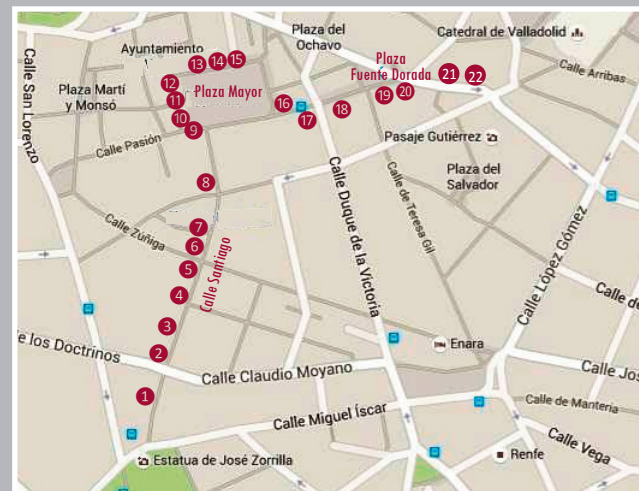 Plaza del
Ochavo
Catedral de Valladolid
Ayuntamiento
13 14 15
Plaza
Fuente Dorada
21 22
Calle Arribas
Plaza Martí
y Monsó
12
11
10
9
Plaza Mayor
16
17
18
19
20
Calle San Lorenzo
Calle Pasión
Pasaje Gutiérrez
Plaza del
Salvador
8
Calle de Teresa Gil
Calle Duque de la Victoria
Calle Zúñiga
7
6
5
4
3
2
1
Calle Santiago
Calle López Gómez
Calle de
e los Doctrinos
Enara
Calle Claudio Moyano
Calle Jos
Calle Miguel Íscar
Calle de Mantería
Calle Vega
Estatua de José Zorrilla
Renfe